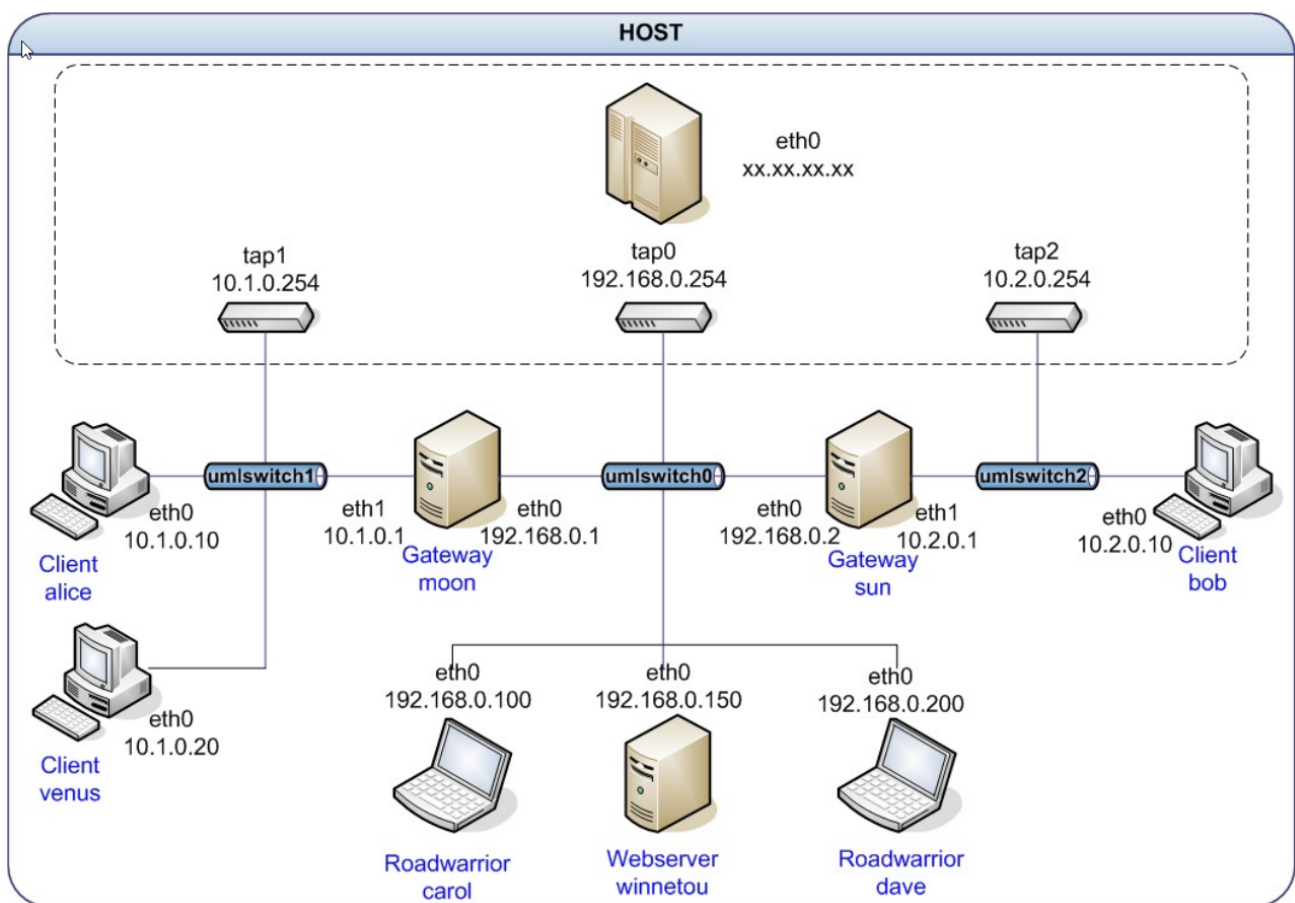 HOST
eth0
xx.xx.xx.xx
tap1
10.1.0.254
tap0
192.168.0.254
tap2
10.2.0.254
umlswitch1
umlswitch0
umlswitch2
eth0
10.1.0.10
Client
alice
eth1
10.1.0.1
Gateway
moon
eth0
192.168.0.1
eth0
192.168.0.2
Gateway
sun
eth1
10.2.0.1
eth0
10.2.0.10
Client
bob
eth0
10.1.0.20
Client
venus
eth0
192.168.0.100
Roadwarrior
carol
eth0
192.168.0.150
Webserver
winnetou
eth0
192.168.0.200
Roadwarrior
dave